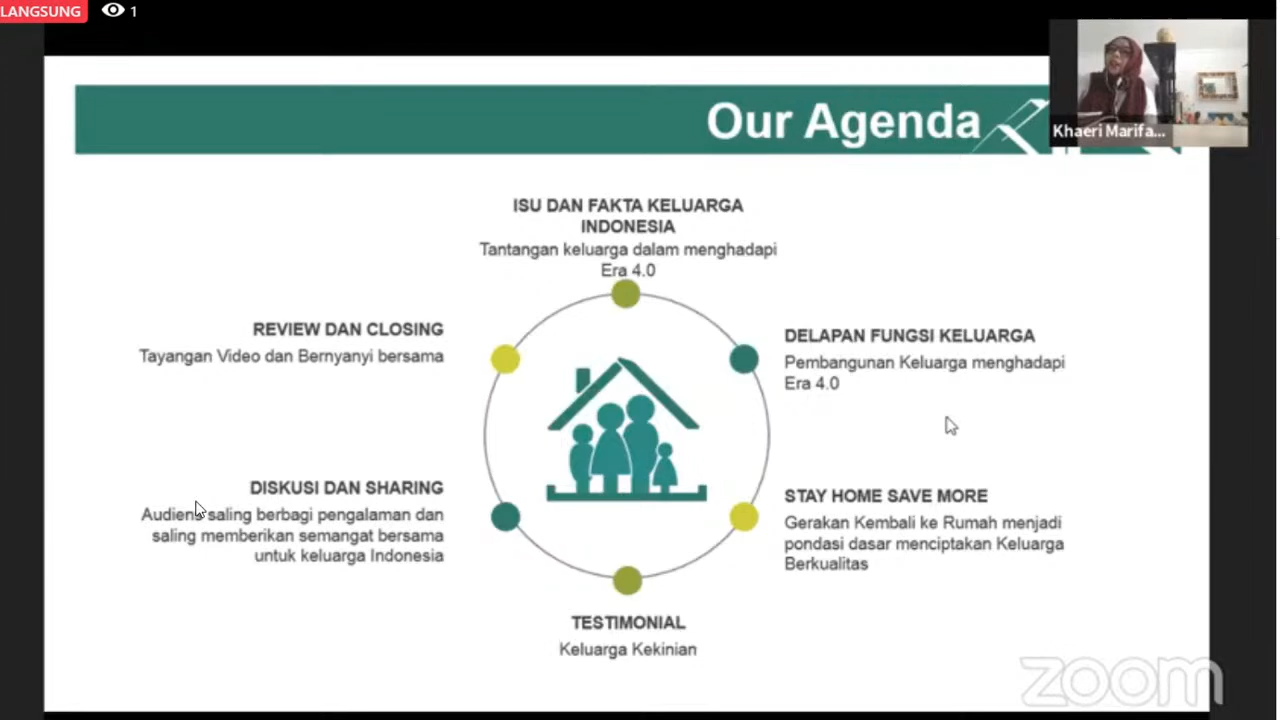 LANGSUNG
1
Our Agenda
Khaeri Marifa...
ISU DAN FAKTA KELUARGA
INDONESIA
Tantangan keluarga dalam menghadapi
Era 4.0
DELAPAN FUNGSI KELUARGA
Pembangunan Keluarga menghadapi
Era 4.0
STAY HOME SAVE MORE
Gerakan Kembali ke Rumah menjadi
pondasi dasar menciptakan Keluarga
Berkualitas
TESTIMONIAL
Keluarga Kekinian
DISKUSI DAN SHARING
Audiens saling berbagi pengalaman dan
saling memberikan semangat bersama
untuk keluarga Indonesia
REVIEW DAN CLOSING
Tayangan Video dan Bernyanyi bersama
zoom